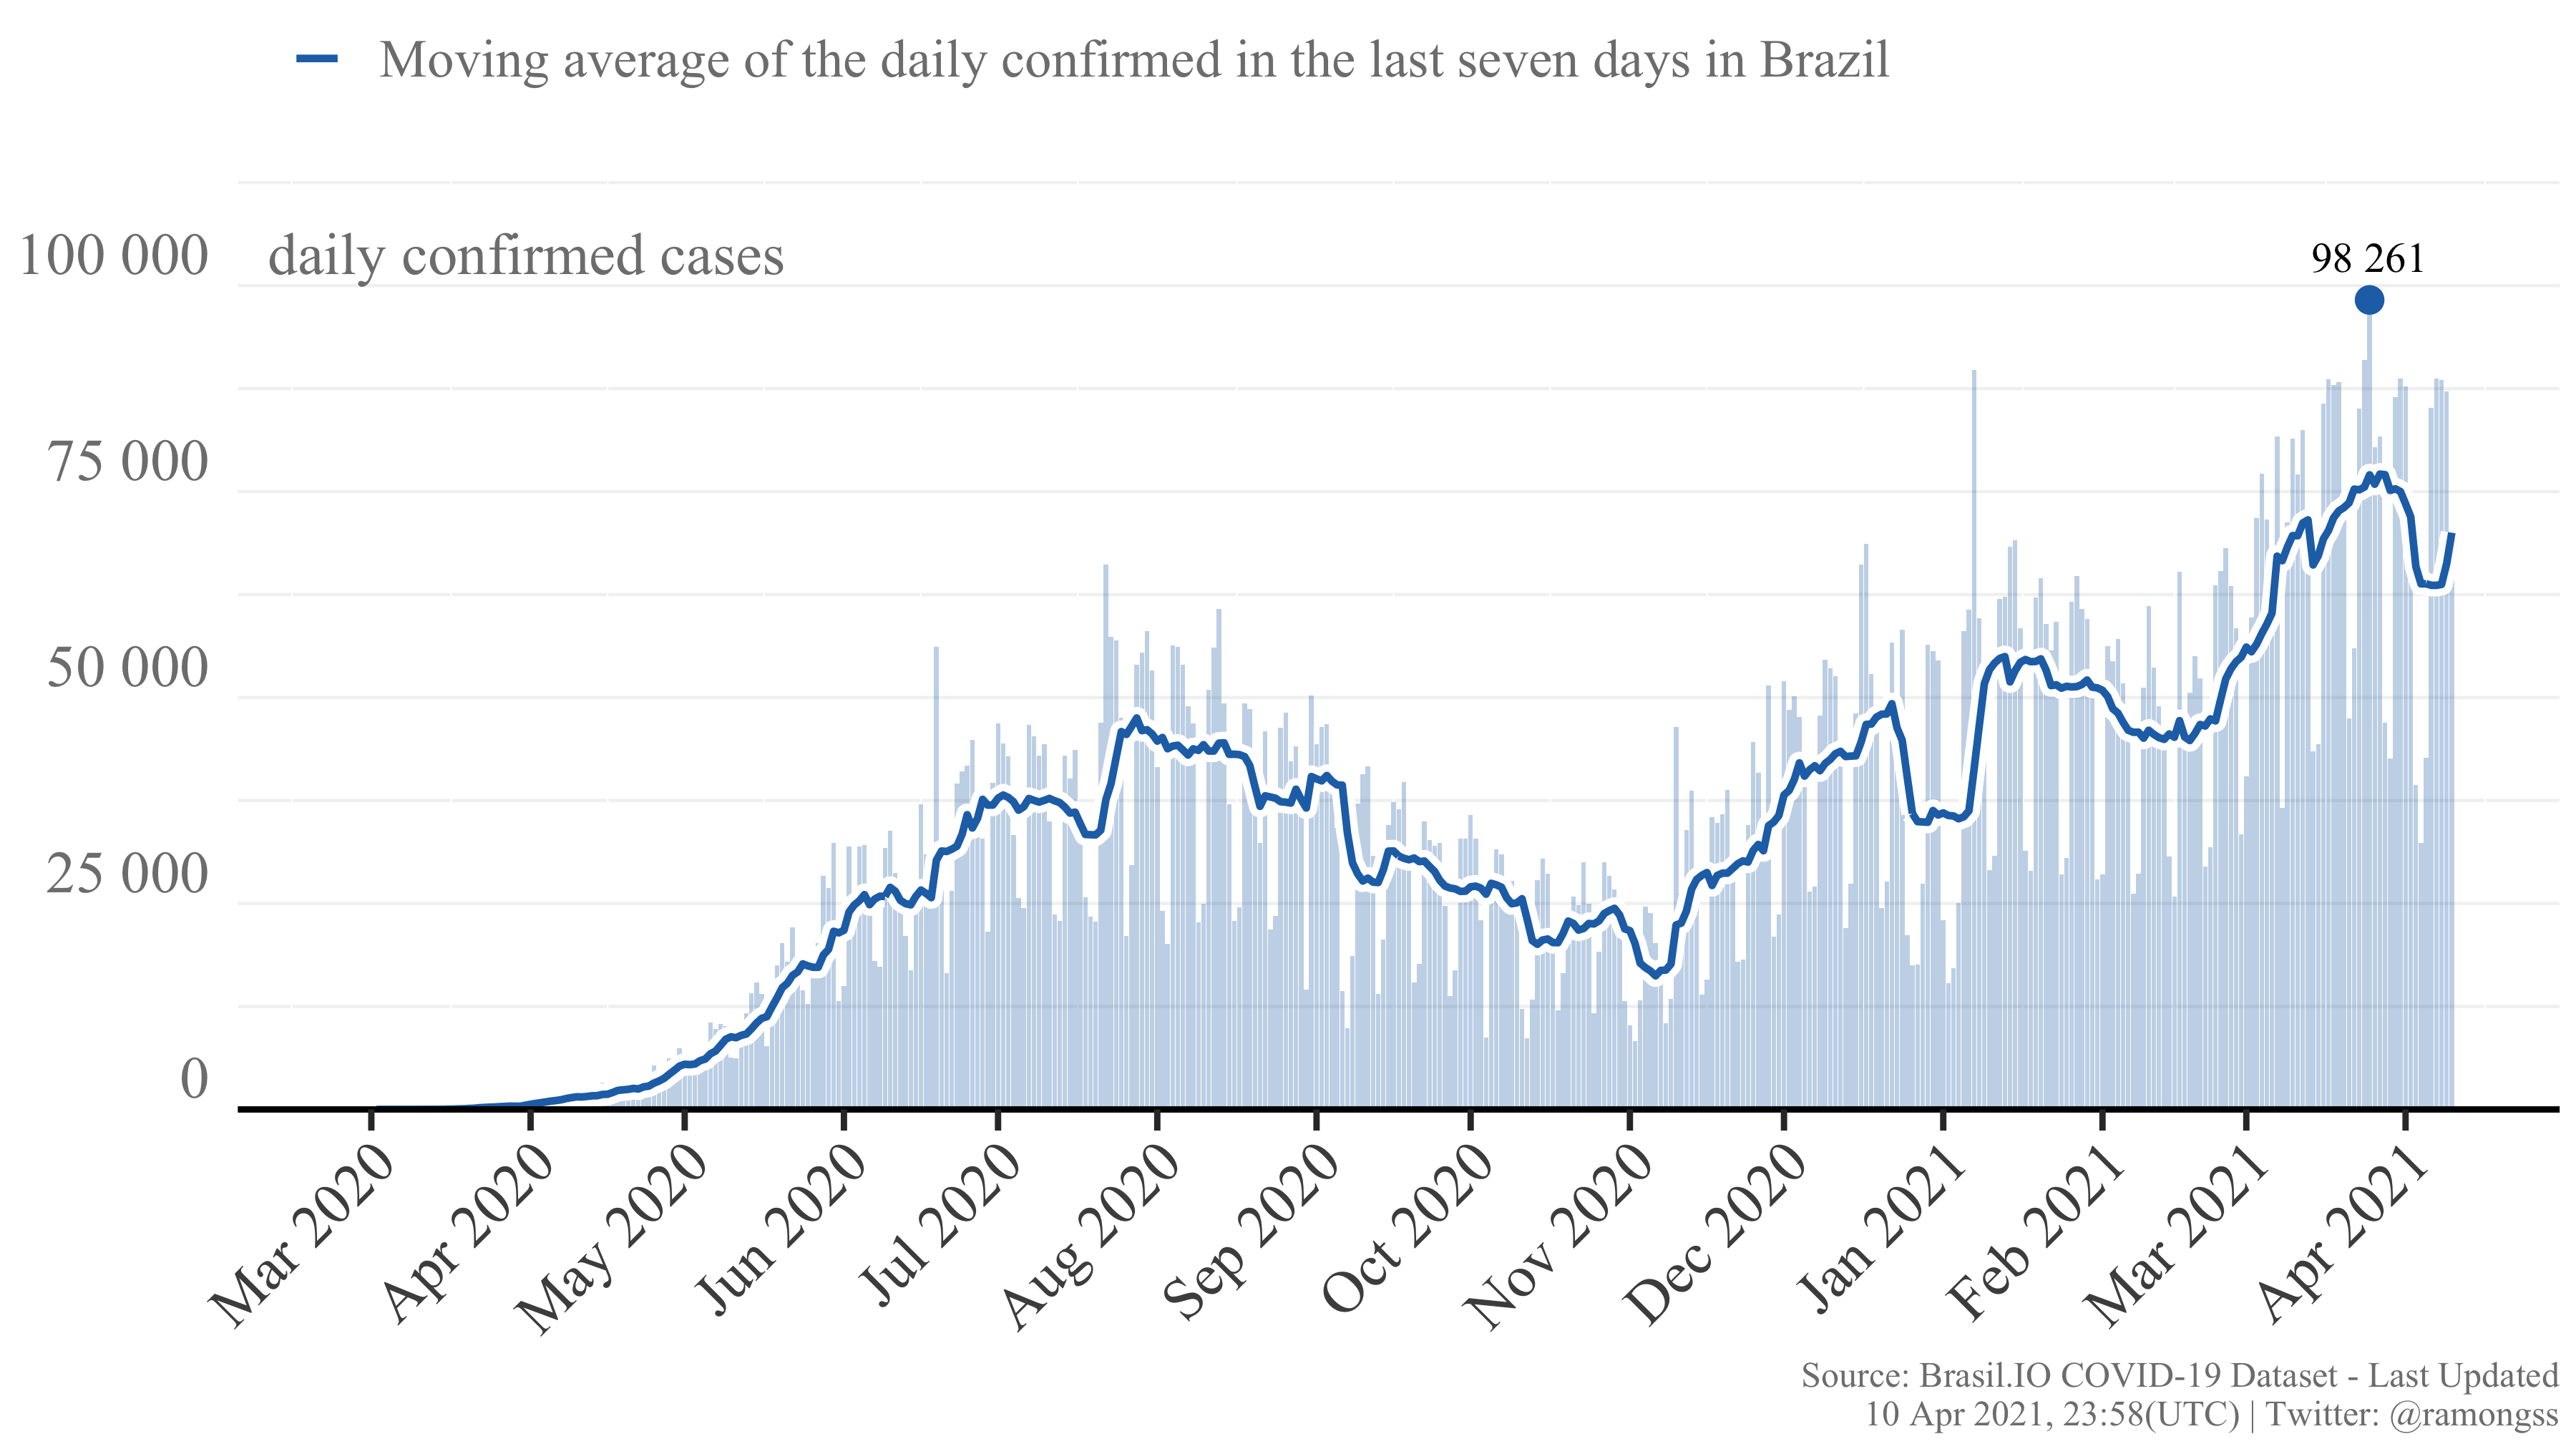 Moving average of the daily confirmed in the last seven days in Brazil
daily confirmed cases
100 000
75 000
50 000
25 000
0
98 261
Mar 2020
Apr 2020
May 2020
Jun 2020
Jul 2020
Aug 2020
Sep 2020
Oct 2020
Nov 2020
Dec 2020
Jan 2021
Feb 2021
Mar 2021
Apr 2021
Source: Brasil.IO COVID-19 Dataset - Last Updated
10 Apr 2021, 23:58(UTC) | Twitter: @ramongss